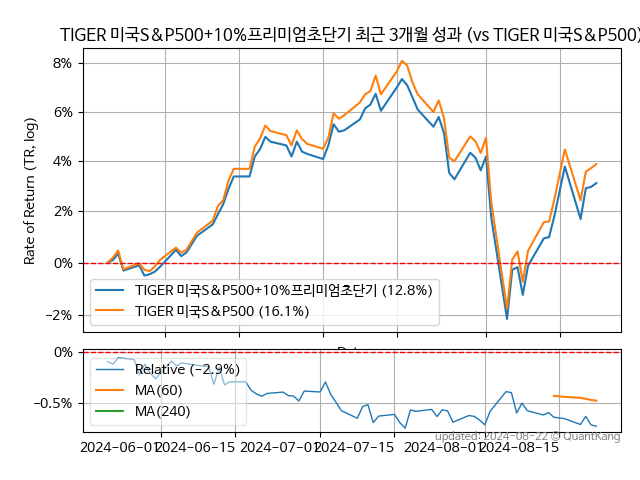 TIGER 미국S&P500+10%프리미엄초단기 최근 3개월 성과 (vs TIGER 미국S&P500)
8%
6%
4%
2%
0%
−2%
Rate of Return (TR, log)
TIGER 미국S&P500+10%프리미엄초단기 (12.8%)
TIGER 미국S&P500 (16.1%)
0%
−0.5%
Relative (−2.9%)
MA(60)
MA(240)
updated: 2024-08-22 © QuantKang
2024-06-01 2024-06-15 2024-07-01 2024-07-15 2024-08-01 2024-08-15